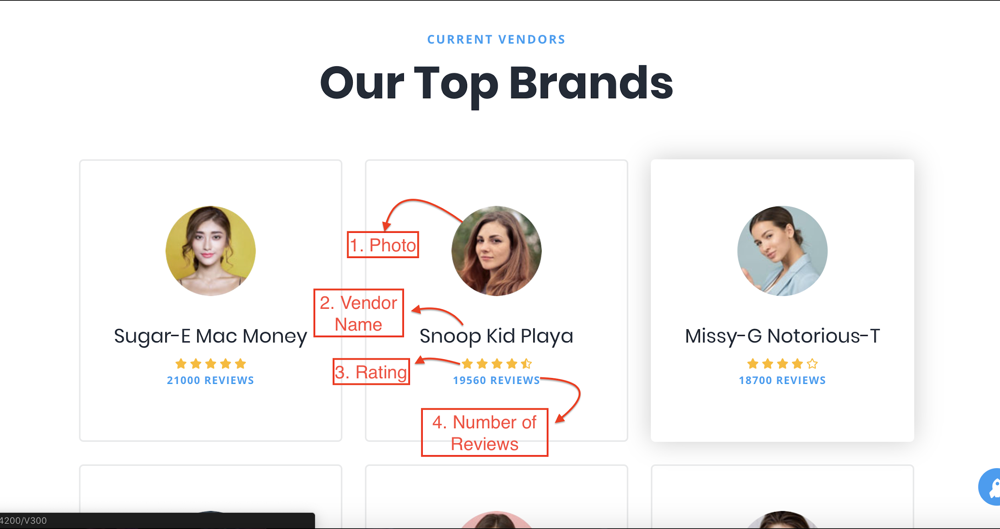 CURRENT VENDORS
Our Top Brands
1. Photo
2. Vendor
Name
Sugar-E Mac Money
Snoop Kid Playa
Missy-G Notorious-T
3. Rating
21000 REVIEWS
19560 REVIEWS
18700 REVIEWS
4. Number of
Reviews
4200/V300